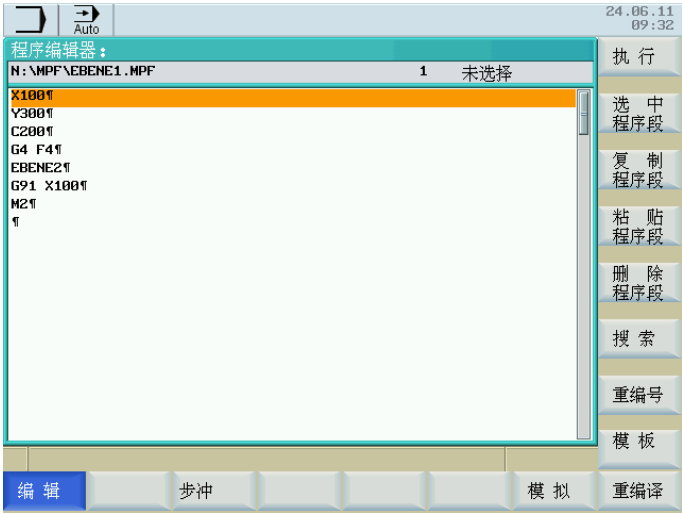 Auto
24.06.11
09:32
程序编辑器：
N:\MPF\EBENE1.MPF 1 未选择
X100¶
Y300¶
C200¶
G4 F4¶
EBENE2¶
G91 X100¶
M2¶
¶
执 行
选 中
程序段
复 制
程序段
粘 贴
程序段
删 除
程序段
搜 索
重编号
模 板
编 辑 步冲 模 拟 重编译